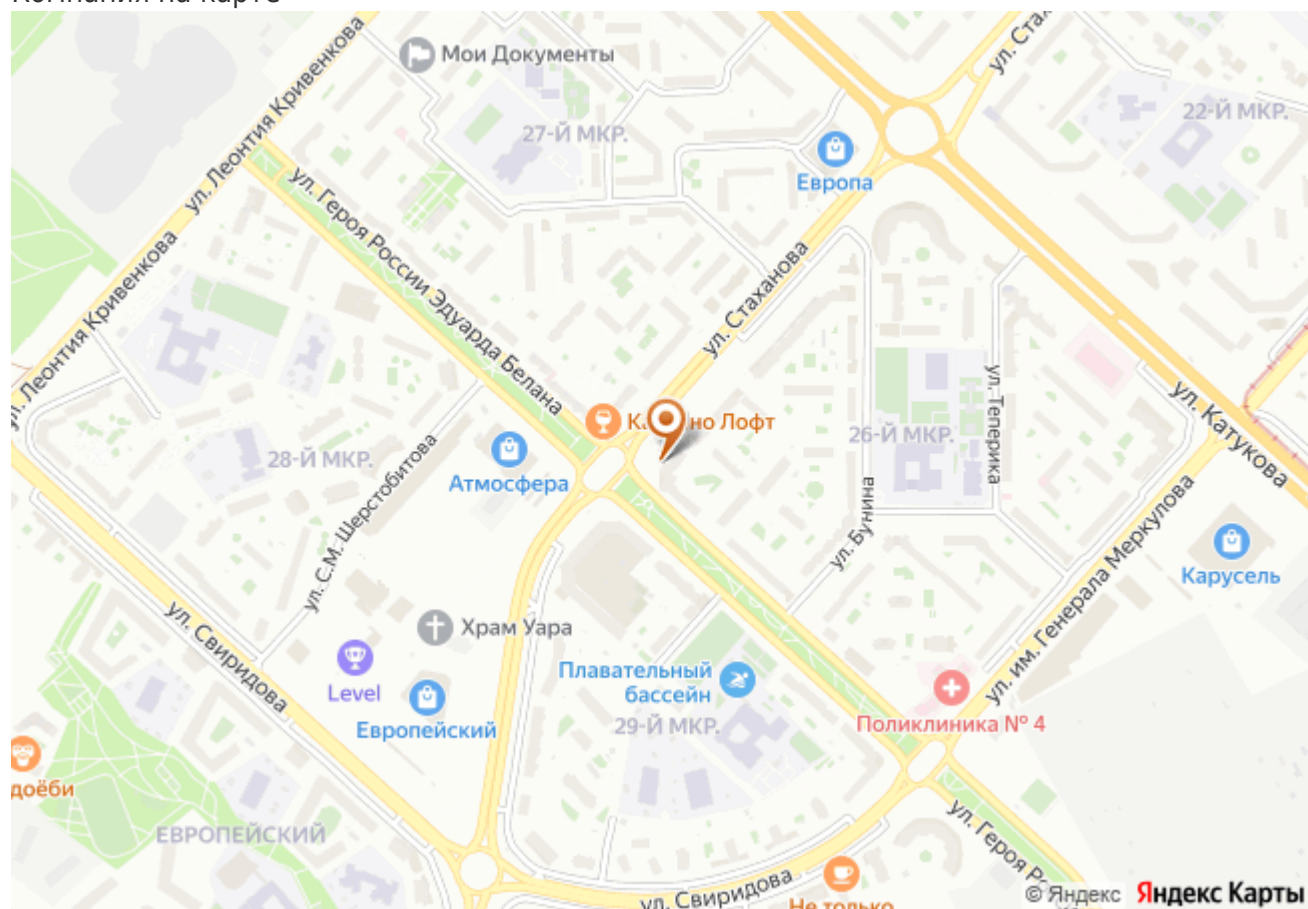 Компания на карте
Мои Документы
ул. Ста
22-Й МКР.
27-Й МКР.
ул. Леонтия Кривенкова
Европа
ул. Героя России Эдуарда Белана
ул. Стаханова
ул. Леонтия Кривенкова
ул. Теперика
ул. Катукова
но Лофт
26-Й МКР.
28-Й МКР.
Атмосфера
ул. С.М. Шерстобитова
ул. Бунина
ул. им. Генерала Меркулова
Карусель
ул. Свиридова
Храм Уара
Level
Плавательный
бассейн
Европейский
29-Й МКР.
Поликлиника № 4
доёби
ЕВРОПЕЙСКИЙ
ул. Героя Р
ул. Свиридова
Не только
© Яндекс Яндекс Карты